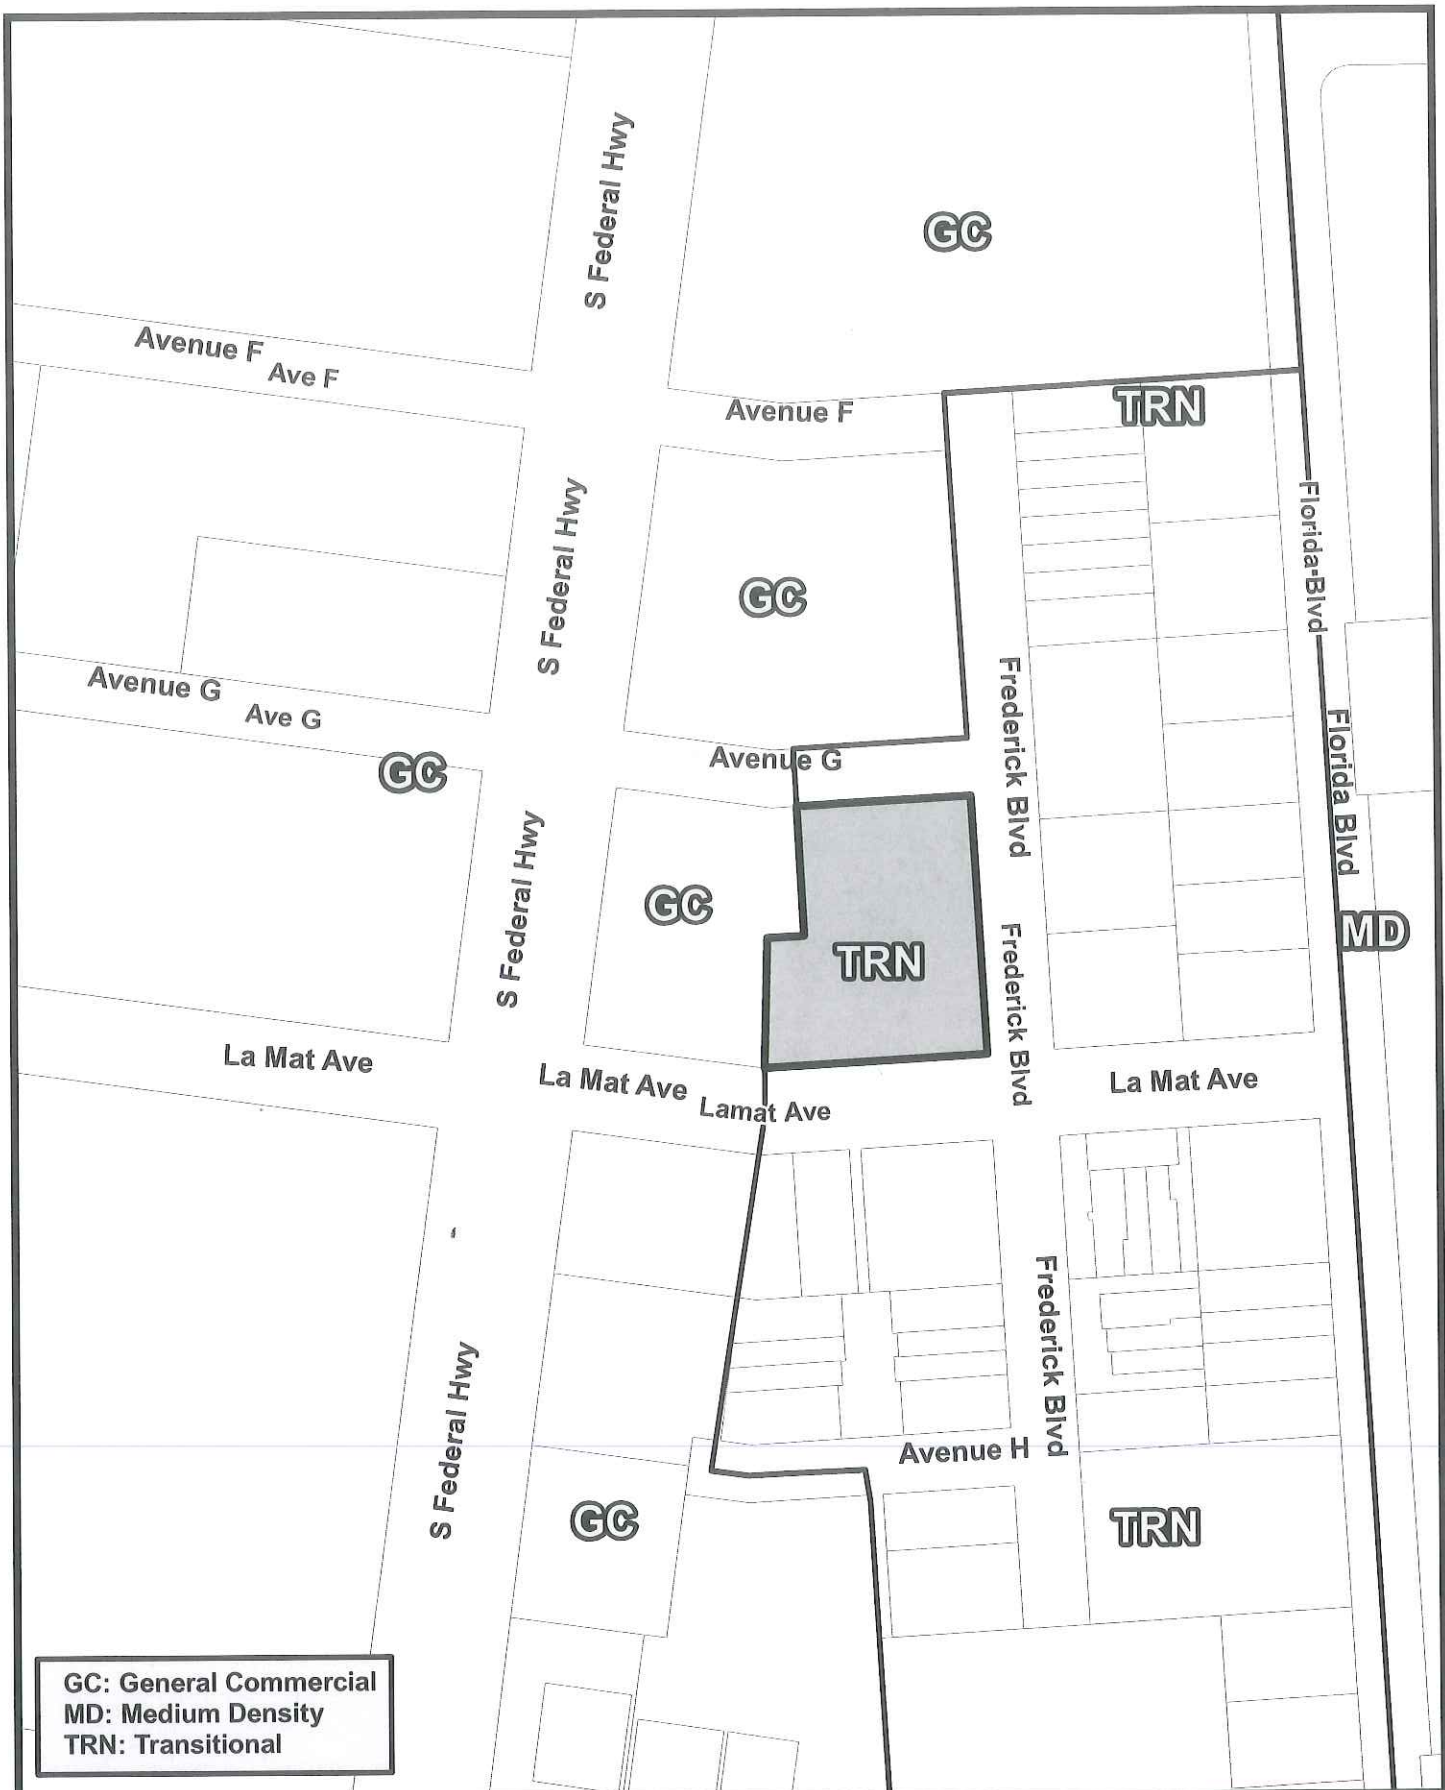 S Federal Hwy
GC
Avenue F
Ave F
Avenue F
TRN
Florida Blvd
S Federal Hwy
GC
Avenue G
Ave G
Frederick Blvd
Avenue G
GC
Florida Blvd
S Federal Hwy
GC
TRN
Frederick Blvd
MD
La Mat Ave
La Mat Ave
Lamat Ave
La Mat Ave
Frederick Blvd
S Federal Hwy
Avenue H
GC
TRN
GC: General Commercial
MD: Medium Density
TRN: Transitional